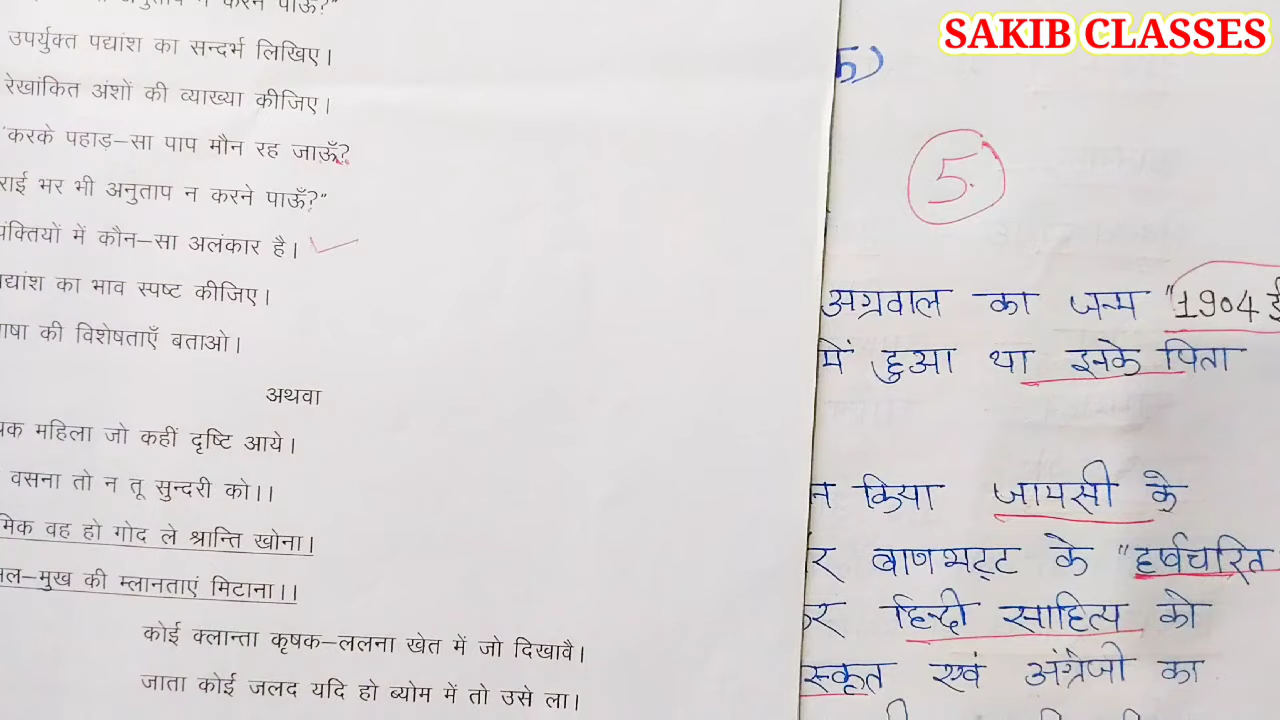 SAKIB CLASSES
न करने पाऊँ?”
उपर्युक्त पद्यांश का सन्दर्भ लिखिए।
रेखांकित अंशों की व्याख्या कीजिए।
‘करके पहाड़–सा पाप मौन रह जाऊँ?
राई भर भी अनुताप न करने पाऊँ?”
में कौन–सा अलंकार है।
का भाव स्पष्ट कीजिए।
की विशेषताएँ बताओ।
अथवा
महिला जो कहीं दृष्टि आये।
वसना तो न तू सुन्दरी को।।
वह हो गोद ले श्रान्ति खोना।
की म्लानताएं मिटाना।।
कोई क्लान्ता कृषक–ललना खेत में जो दिखावै।
जाता कोई जलद यदि हो ब्योम में तो उसे ला।
5.
अग्रवाल का जन्म "1904 ई
में हुआ था इनके पिता
किया जायसी के
बाणभट्ट के "हर्षचरित
हिन्दी साहित्य को
एवं अंग्रेजी का